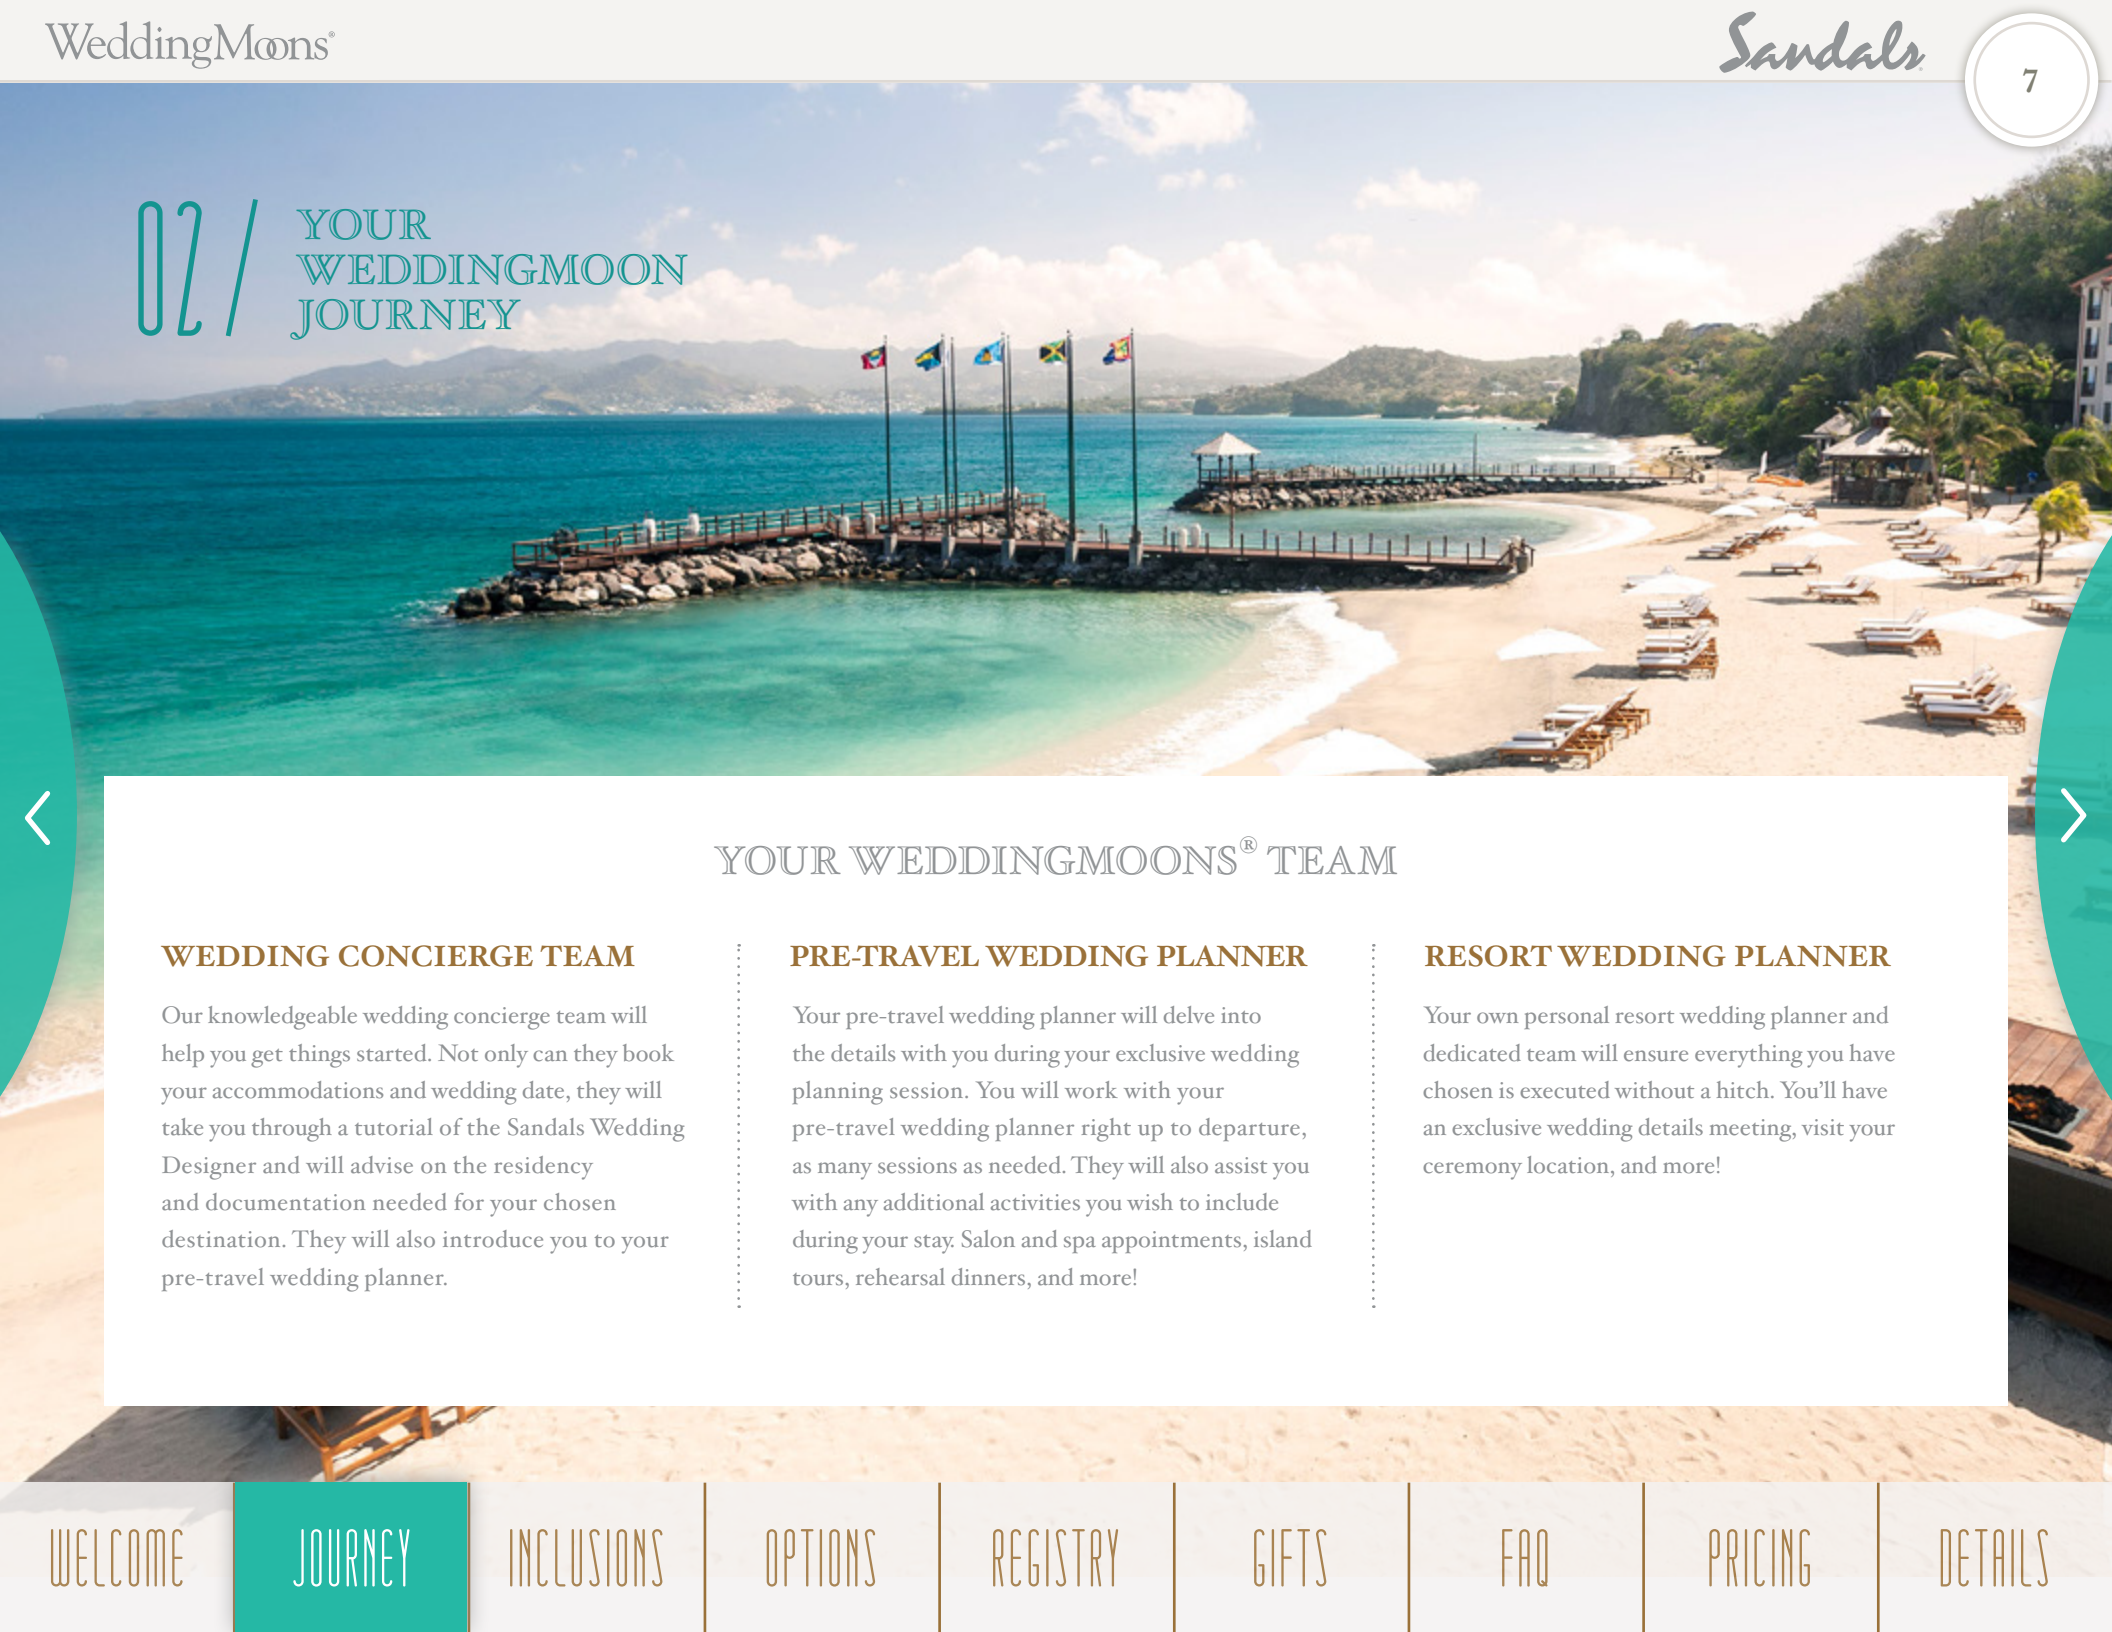 WeddingMoons®
Sandals
7
02/
YOUR
WEDDINGMOON
JOURNEY
YOUR WEDDINGMOONS® TEAM
WEDDING CONCIERGE TEAM
Our knowledgeable wedding concierge team will
help you get things started. Not only can they book
your accommodations and wedding date, they will
take you through a tutorial of the Sandals Wedding
Designer and will advise on the residency
and documentation needed for your chosen
destination. They will also introduce you to your
pre-travel wedding planner.
PRE-TRAVEL WEDDING PLANNER
Your pre-travel wedding planner will delve into
the details with you during your exclusive wedding
planning session. You will work with your
pre-travel wedding planner right up to departure,
as many sessions as needed. They will also assist you
with any additional activities you wish to include
during your stay. Salon and spa appointments, island
tours, rehearsal dinners, and more!
RESORT WEDDING PLANNER
Your own personal resort wedding planner and
dedicated team will ensure everything you have
chosen is executed without a hitch. You’ll have
an exclusive wedding details meeting, visit your
ceremony location, and more!
WELCOME
JOURNEY
INCLUSIONS
OPTIONS
REGISTRY
GIFTS
FAQ
PRICING
DETAILS